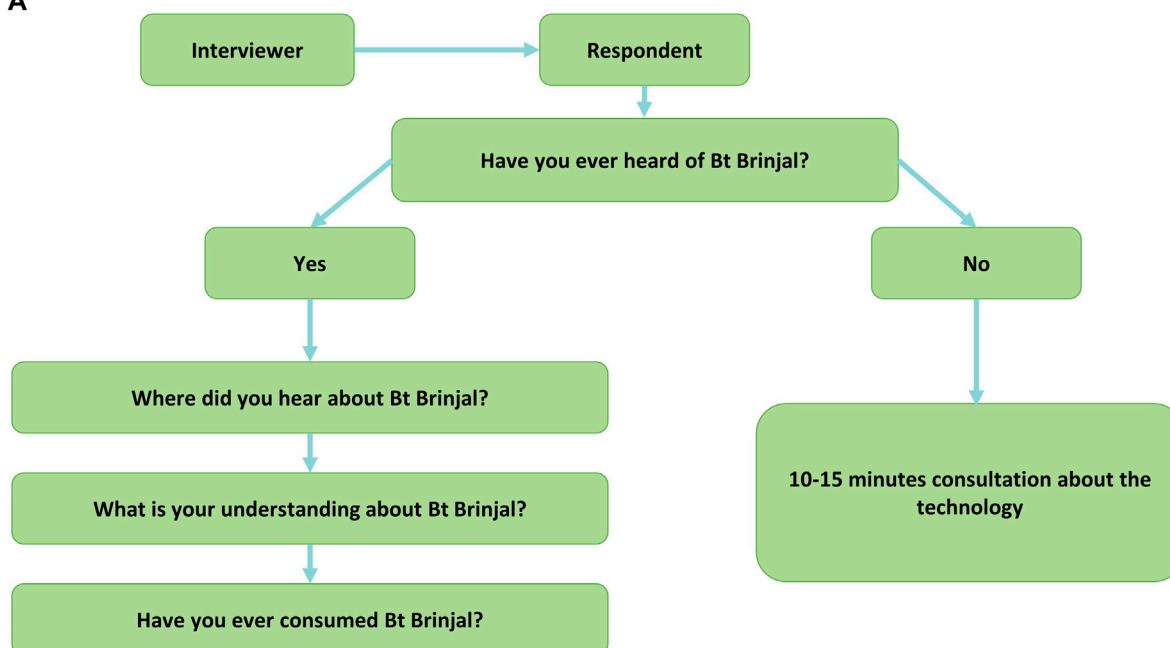 A
Interviewer
Respondent
Have you ever heard of Bt Brinjal?
Yes
No
Where did you hear about Bt Brinjal?
What is your understanding about Bt Brinjal?
Have you ever consumed Bt Brinjal?
10-15 minutes consultation about the
technology